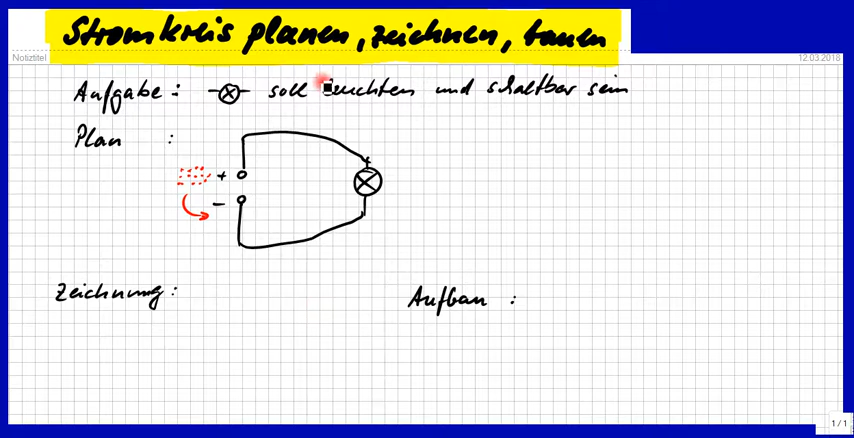 Stromkreis planen, zeichnen, bauen
Notiztitel 12.03.2018
Aufgabe: soll leuchten und schaltbar sein
Plan :
+
-
Zeichnung: Aufbau :
1 / 1